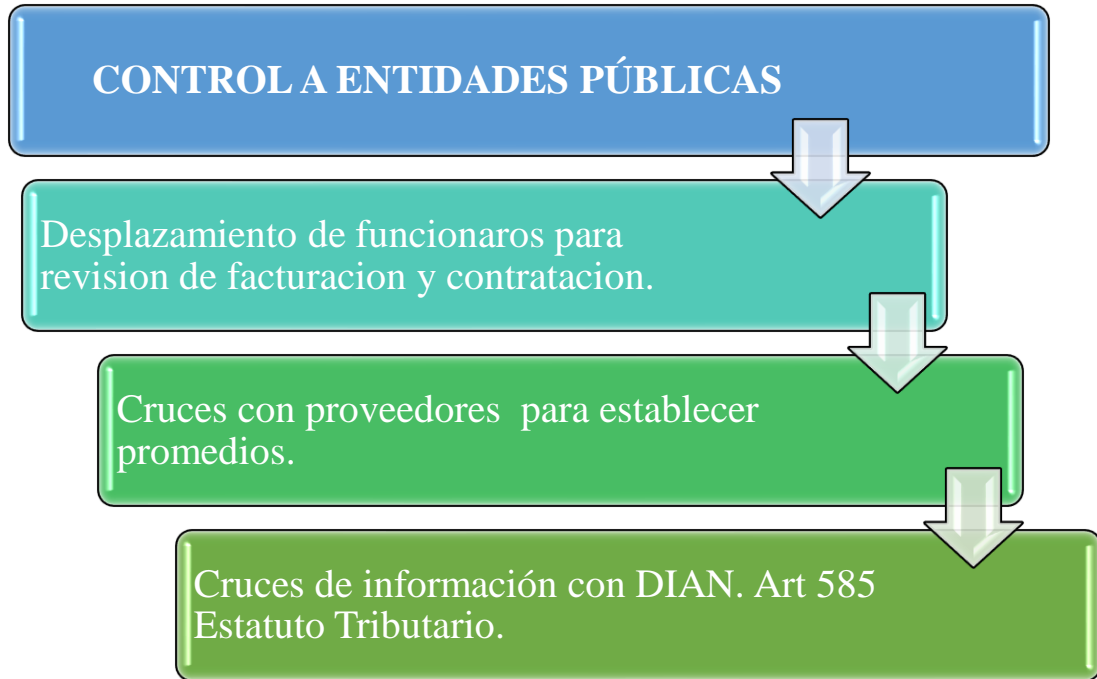 CONTROL A ENTIDADES PÚBLICAS
Desplazamiento de funcionaros para
revision de facturacion y contratacion.
Cruces con proveedores para establecer
promedios.
Cruces de información con DIAN. Art 585
Estatuto Tributario.